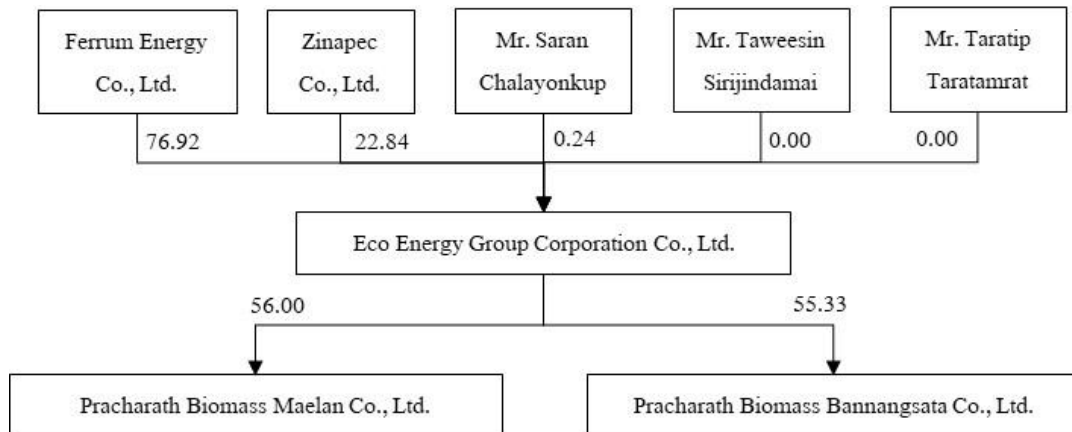 Ferrum Energy
Co., Ltd.
Zinapec
Co., Ltd.
Mr. Saran
Chalayonkup
Mr. Taweesin
Sirijindamai
Mr. Taratip
Taratamrat
76.92
22.84
0.24
0.00
0.00
Eco Energy Group Corporation Co., Ltd.
56.00
55.33
Pracharath Biomass Maelan Co., Ltd.
Pracharath Biomass Bannangsata Co., Ltd.